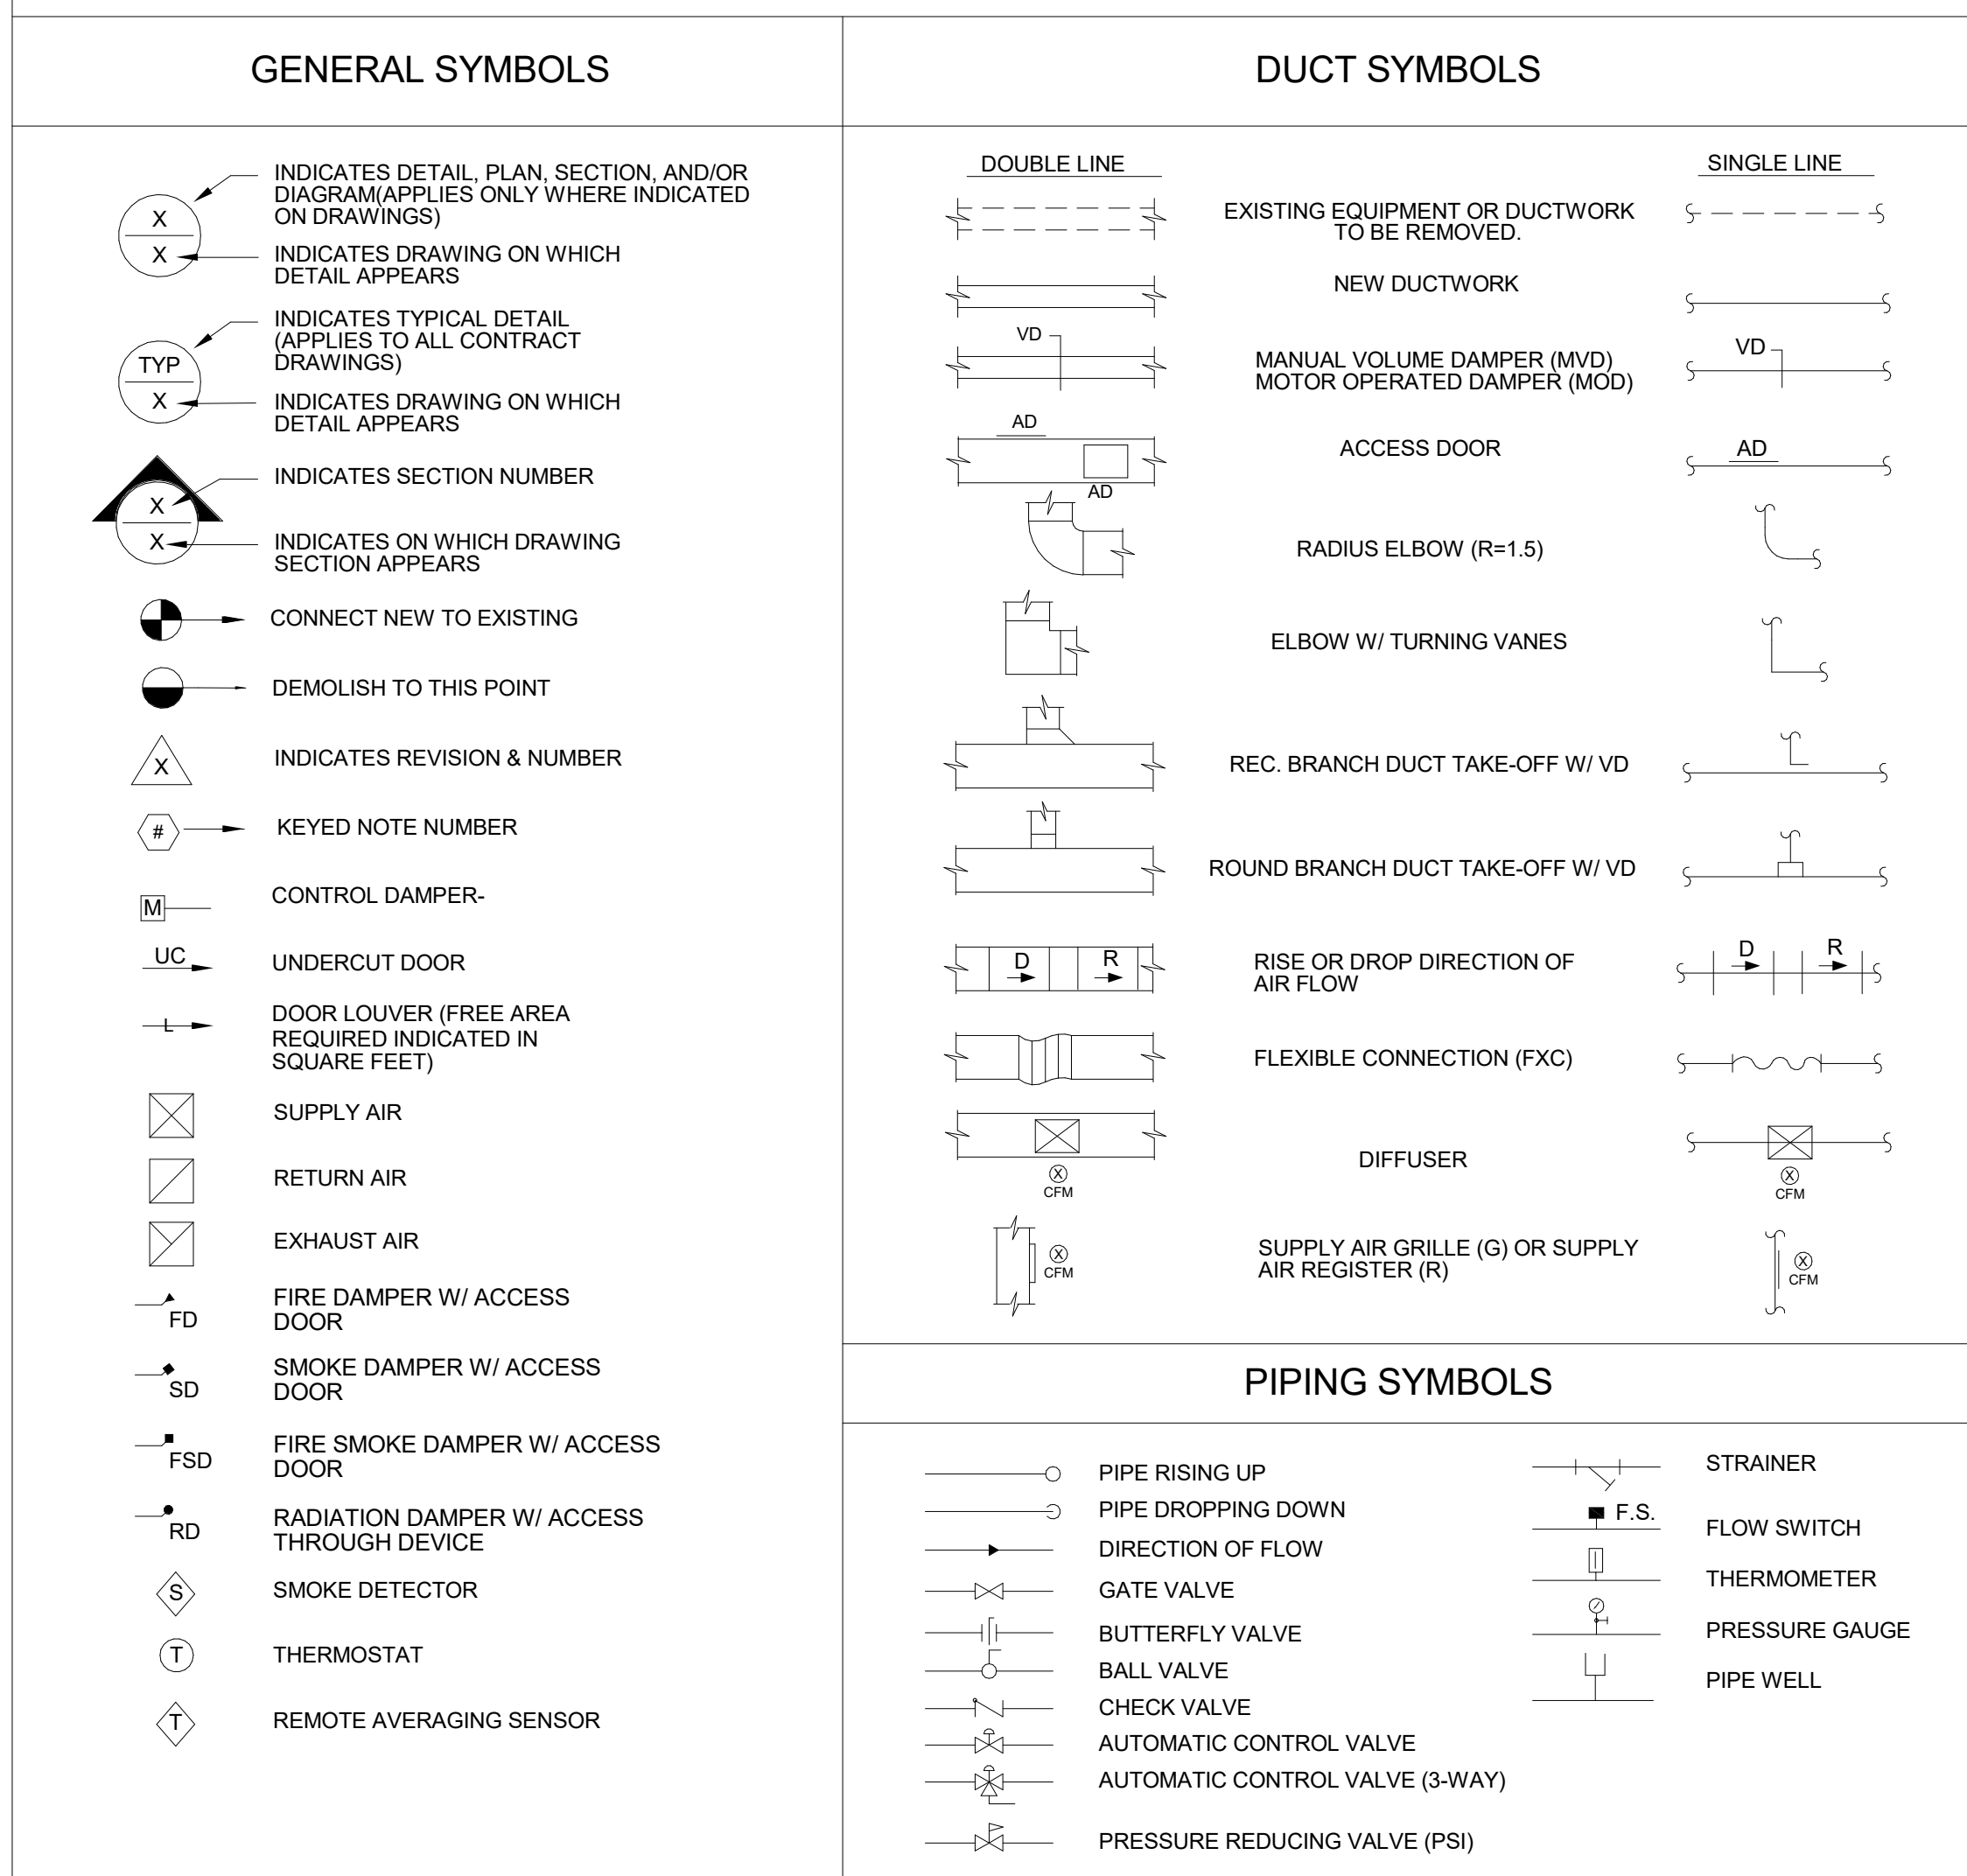 GENERAL SYMBOLS
INDICATES DETAIL, PLAN, SECTION, AND/OR
DIAGRAM(APPLIES ONLY WHERE INDICATED
ON DRAWINGS)
X
X
INDICATES DRAWING ON WHICH
DETAIL APPEARS
INDICATES TYPICAL DETAIL
(APPLIES TO ALL CONTRACT
DRAWINGS)
TYP
X
INDICATES DRAWING ON WHICH
DETAIL APPEARS
INDICATES SECTION NUMBER
X
X
INDICATES ON WHICH DRAWING
SECTION APPEARS
CONNECT NEW TO EXISTING
DEMOLISH TO THIS POINT
X
INDICATES REVISION & NUMBER
#
KEYED NOTE NUMBER
M
CONTROL DAMPER-
UC
UNDERCUT DOOR
L
DOOR LOUVER (FREE AREA
REQUIRED INDICATED IN
SQUARE FEET)
SUPPLY AIR
RETURN AIR
EXHAUST AIR
FD
FIRE DAMPER W/ ACCESS
DOOR
SD
SMOKE DAMPER W/ ACCESS
DOOR
FSD
FIRE SMOKE DAMPER W/ ACCESS
DOOR
RD
RADIATION DAMPER W/ ACCESS
THROUGH DEVICE
S
SMOKE DETECTOR
T
THERMOSTAT
T
REMOTE AVERAGING SENSOR
DUCT SYMBOLS
DOUBLE LINE
SINGLE LINE
EXISTING EQUIPMENT OR DUCTWORK
TO BE REMOVED.
NEW DUCTWORK
VD
MANUAL VOLUME DAMPER (MVD)
MOTOR OPERATED DAMPER (MOD)
VD
AD
AD
ACCESS DOOR
AD
RADIUS ELBOW (R=1.5)
ELBOW W/ TURNING VANES
REC. BRANCH DUCT TAKE-OFF W/ VD
ROUND BRANCH DUCT TAKE-OFF W/ VD
D R
RISE OR DROP DIRECTION OF
AIR FLOW
D R
FLEXIBLE CONNECTION (FXC)
X
CFM
DIFFUSER
X
CFM
X
CFM
SUPPLY AIR GRILLE (G) OR SUPPLY
AIR REGISTER (R)
X
CFM
PIPING SYMBOLS
PIPE RISING UP
PIPE DROPPING DOWN
DIRECTION OF FLOW
GATE VALVE
BUTTERFLY VALVE
BALL VALVE
CHECK VALVE
AUTOMATIC CONTROL VALVE
AUTOMATIC CONTROL VALVE (3-WAY)
PRESSURE REDUCING VALVE (PSI)
STRAINER
F.S.
FLOW SWITCH
THERMOMETER
PRESSURE GAUGE
PIPE WELL